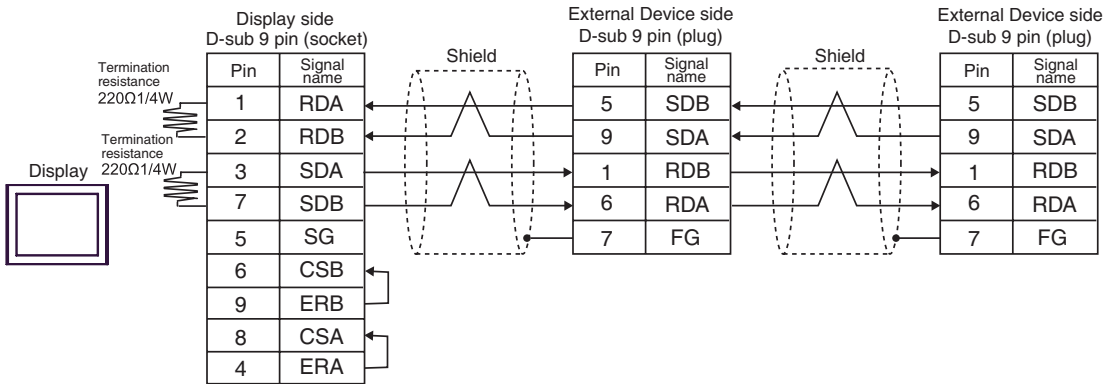 Display side
D-sub 9 pin (socket)
External Device side
D-sub 9 pin (plug)
External Device side
D-sub 9 pin (plug)
Termination
resistance
220Ω1/4W
Termination
resistance
220Ω1/4W
Display
Shield
Shield
Pin Signal name
1 RDA
2 RDB
3 SDA
7 SDB
5 SG
6 CSB
9 ERB
8 CSA
4 ERA
Pin Signal name
5 SDB
9 SDA
1 RDB
6 RDA
7 FG
Pin Signal name
5 SDB
9 SDA
1 RDB
6 RDA
7 FG